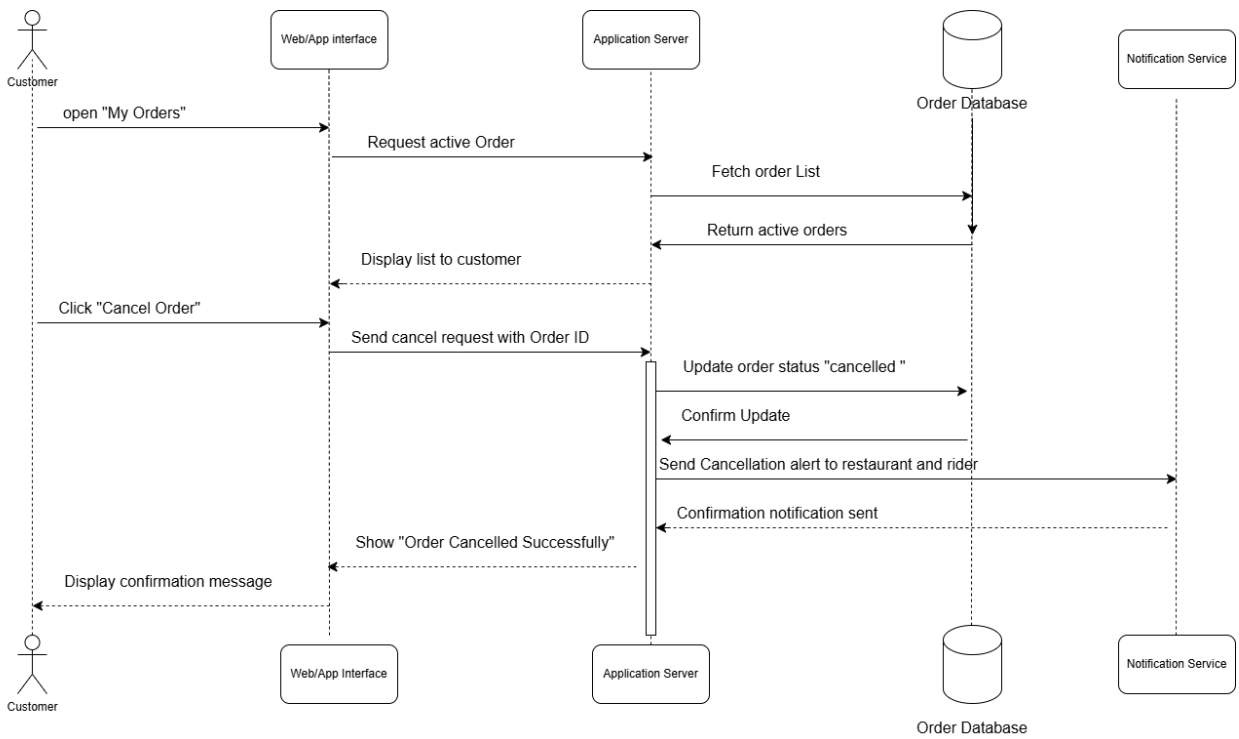 Web/App interface
Application Server
Notification Service
Customer
Order Database
open "My Orders"
Request active Order
Fetch order List
Return active orders
Display list to customer
Click "Cancel Order"
Send cancel request with Order ID
Update order status "cancelled "
Confirm Update
Send Cancellation alert to restaurant and rider
Confirmation notification sent
Show "Order Cancelled Successfully"
Display confirmation message
Web/App Interface
Application Server
Notification Service
Customer
Order Database